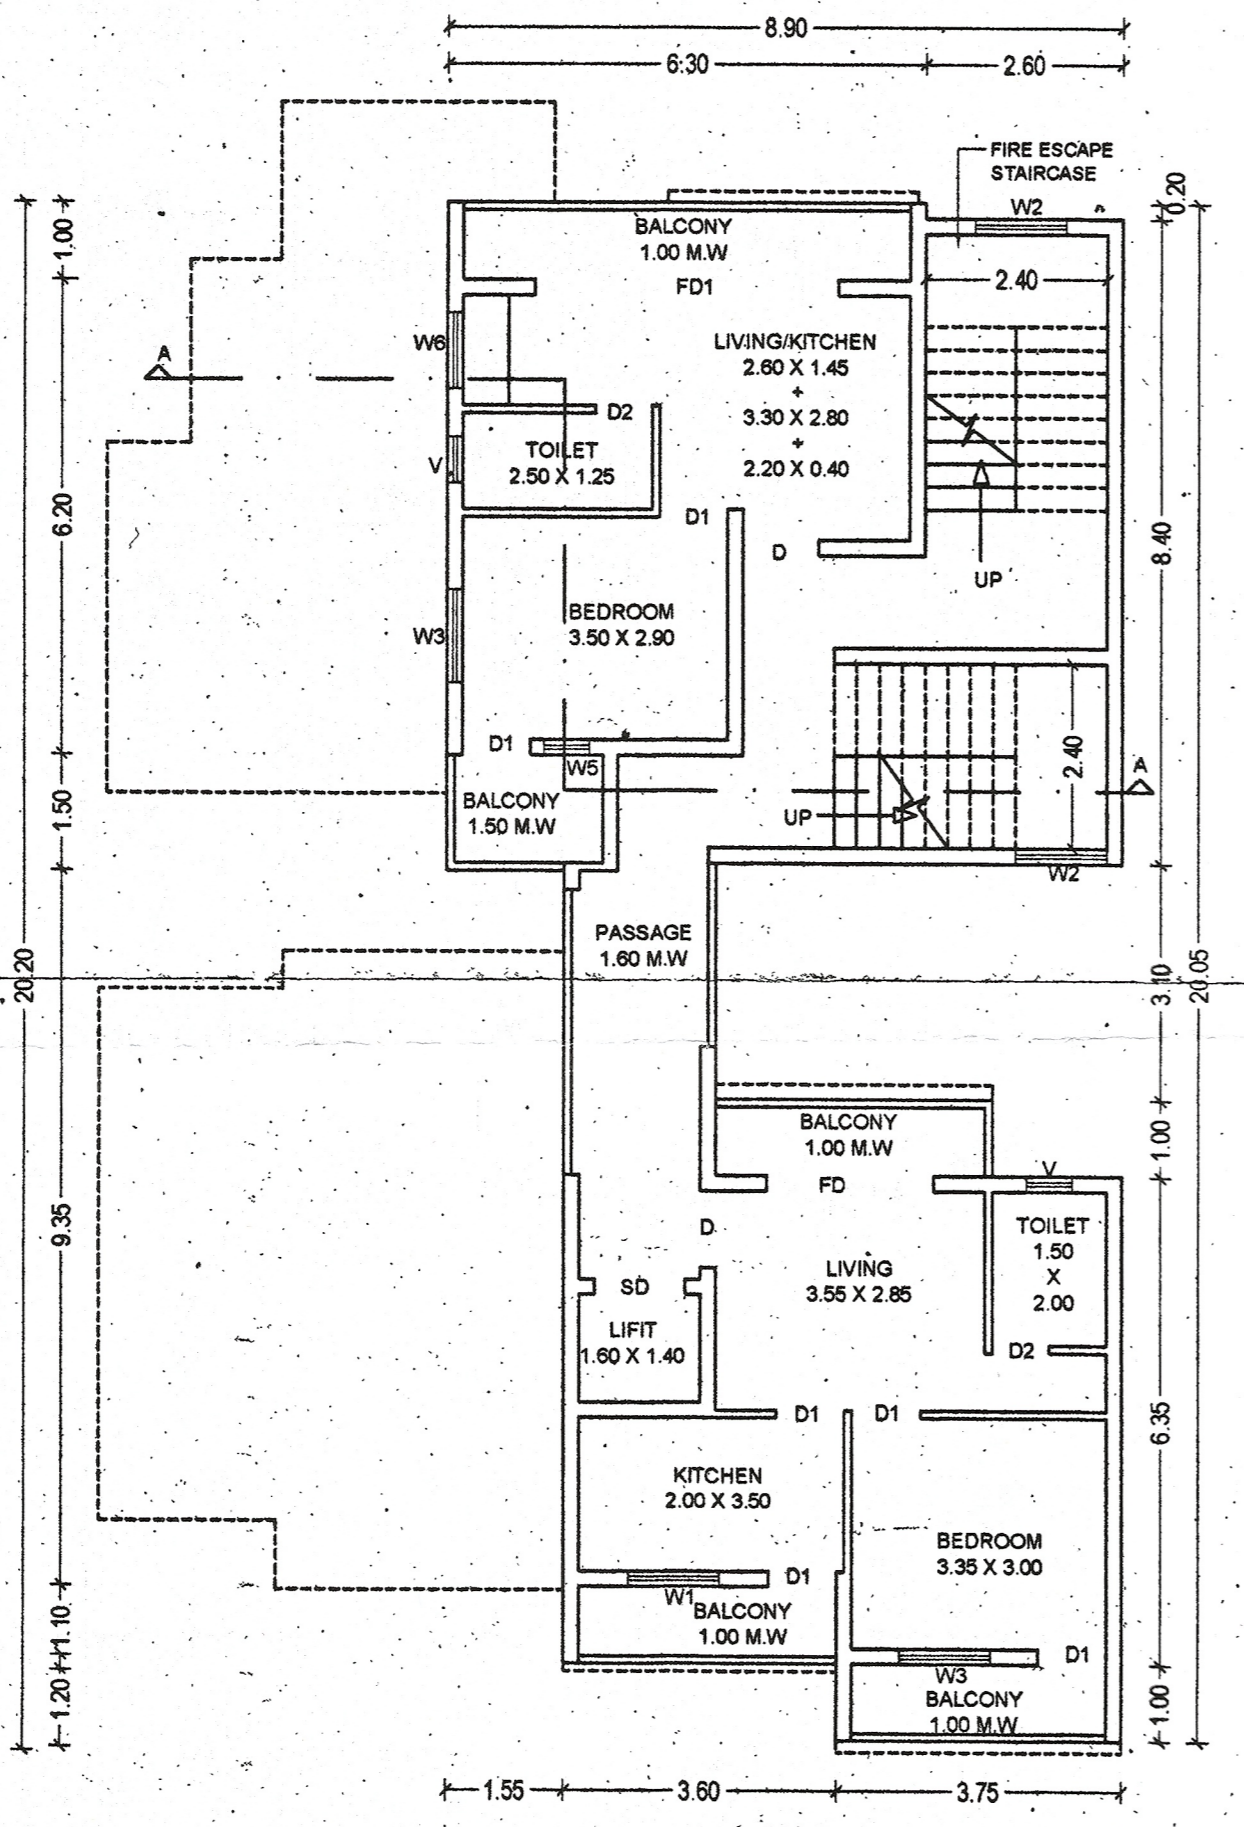 8.90
6:30
2.60
FIRE ESCAPE
STAIRCASE
0.20
W2
1.00
BALCONY
1.00 M.W
FD1
2.40
W6
A
LIVING/KITCHEN
2.60 X 1.45
+
3.30 X 2.80
+
2.20 X 0.40
D2
TOILET
2.50 X 1.25
V
D1
D
6.20
8.40
UP
BEDROOM
3.50 X 2.90
W3
D1
W5
2.40
A
BALCONY
1.50 M.W
1.50
UP
W2
PASSAGE
1.60 M.W
20.20
3.10
20.05
BALCONY
1.00 M.W
1.00
FD
V
D
TOILET
1.50
X
2.00
9.35
LIVING
3.55 X 2.85
SD
LIFIT
1.60 X 1.40
D2
D1
D1
6.35
KITCHEN
2.00 X 3.50
BEDROOM
3.35 X 3.00
D1
W1
BALCONY
1.00 M.W
1.10
D1
W3
BALCONY
1.00 M.W
1.20
1.00
1.55
3.60
3.75